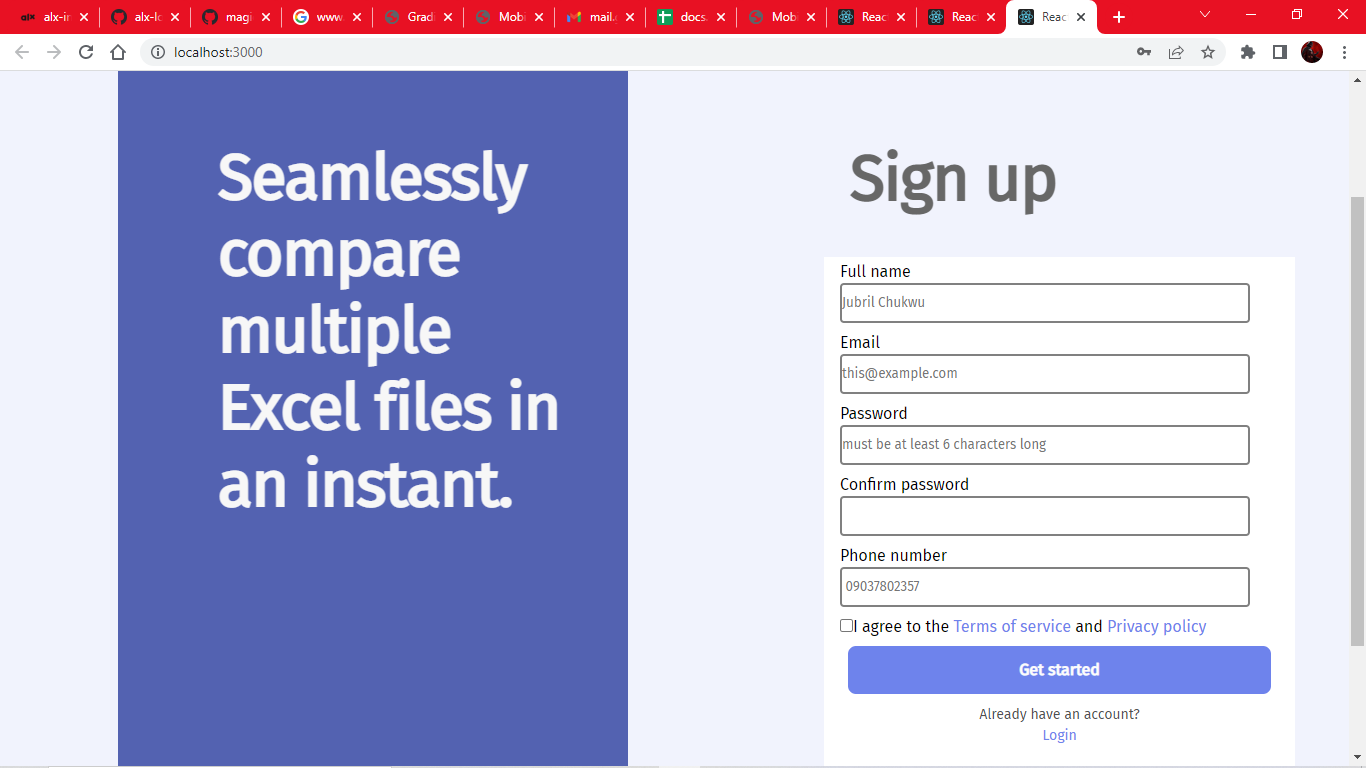 alx-in
alx-lo
magi
www.
Gradi
Mobi
mail.g
docs.
Mob
Reac
Reac
Reac
localhost:3000
Seamlessly
compare
multiple
Excel files in
an instant.
Sign up
Full name
Jubril Chukwu
Email
this@example.com
Password
must be at least 6 characters long
Confirm password
Phone number
09037802357
I agree to the Terms of service and Privacy policy
Get started
Already have an account?
Login